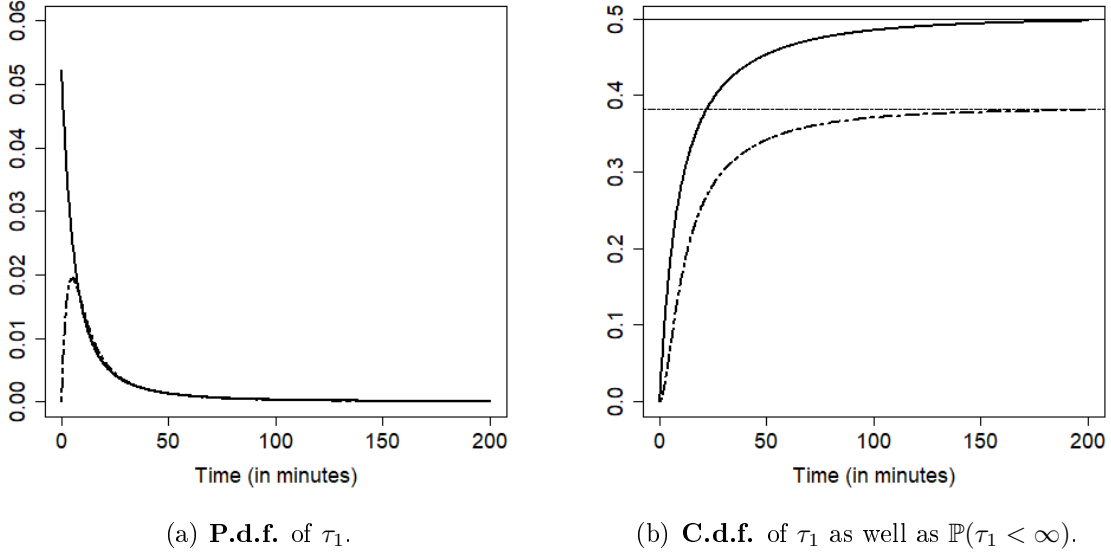 0.06
0.05
0.04
0.03
0.02
0.01
0.00
0 50 100 150 200
Time (in minutes)
0.5
0.4
0.3
0.2
0.1
0.0
0 50 100 150 200
Time (in minutes)
(a) P.d.f. of τ₁.
(b) C.d.f. of τ₁ as well as ℙ(τ₁ < ∞).